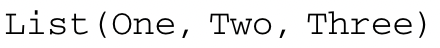 List(One, Two, Three)